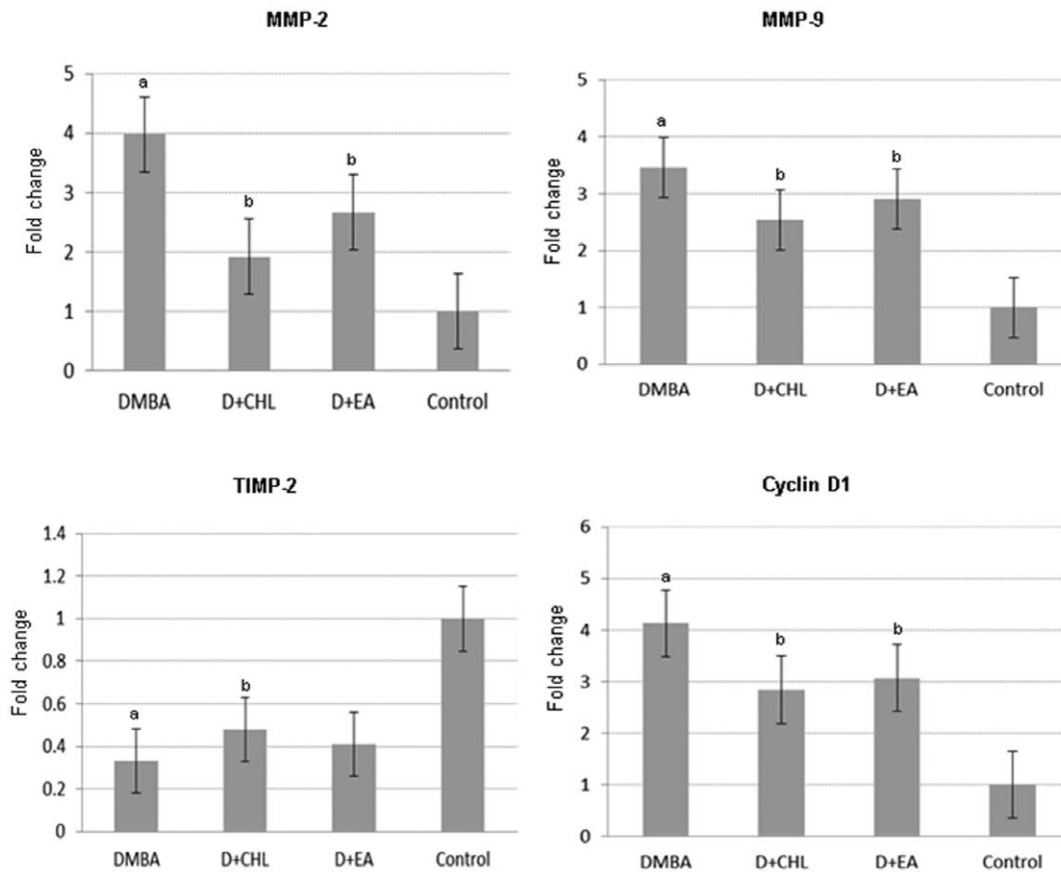 MMP-2
5
4
3
2
1
0
Fold change
a
b
b
DMBA D+CHL D+EA Control
MMP-9
5
4
3
2
1
0
Fold change
a
b
b
DMBA D+CHL D+EA Control
TIMP-2
1.4
1.2
1
0.8
0.6
0.4
0.2
0
Fold change
a
b
DMBA D+CHL D+EA Control
Cyclin D1
6
5
4
3
2
1
0
Fold change
a
b
b
DMBA D+CHL D+EA Control